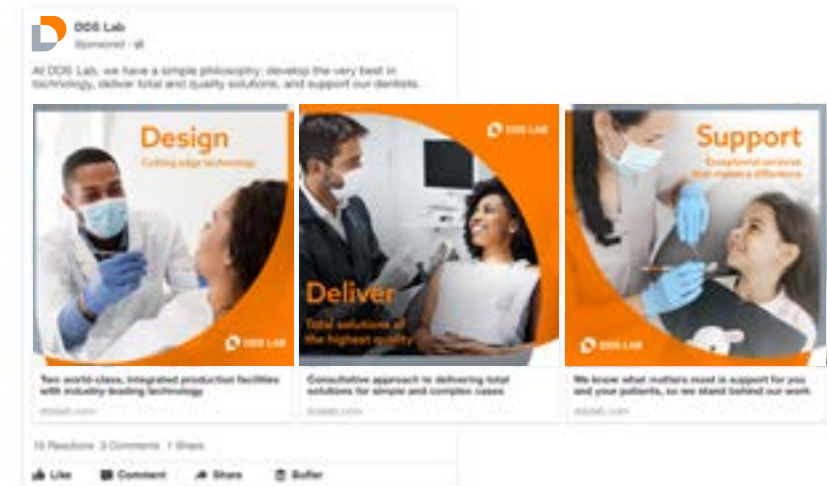 DDS Lab
Sponsored ·
At DDS Lab, we have a simple philosophy: develop the very best in
technology, deliver total and quality solutions, and support our dentists.
Design
Cutting edge technology
DDS LAB
Two world-class, integrated production facilities
with industry-leading technology
ddslab.com
DDS LAB
Deliver
Total solutions of
the highest quality
Consultative approach to delivering total
solutions for simple and complex cases
ddslab.com
Support
Exceptional services
that makes a difference
DDS LAB
We know what matters most in support for you
and your patients, so we stand behind our work
ddslab.com
Reactions 3 Comments 1 Share
Like Comment Share Buffer